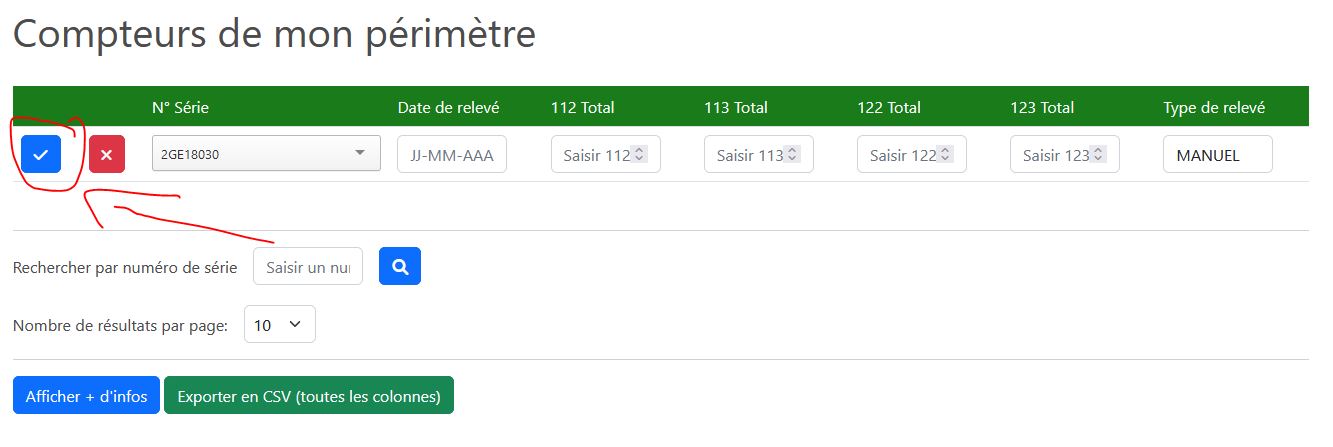 Compteurs de mon périmètre
N° Série Date de relevé 112 Total 113 Total 122 Total 123 Total Type de relevé
2GE18030 JJ-MM-AAA Saisir 112 Saisir 113 Saisir 122 Saisir 123 MANUEL
Rechercher par numéro de série Saisir un nu
Nombre de résultats par page: 10
Afficher + d'infos Exporter en CSV (toutes les colonnes)